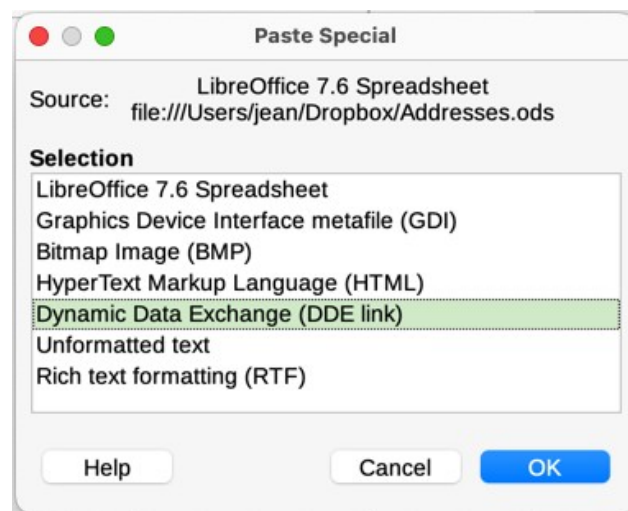 Paste Special
Source: LibreOffice 7.6 Spreadsheet
file:///Users/jean/Dropbox/Addresses.ods
Selection
LibreOffice 7.6 Spreadsheet
Graphics Device Interface metafile (GDI)
Bitmap Image (BMP)
HyperText Markup Language (HTML)
Dynamic Data Exchange (DDE link)
Unformatted text
Rich text formatting (RTF)
Help Cancel OK